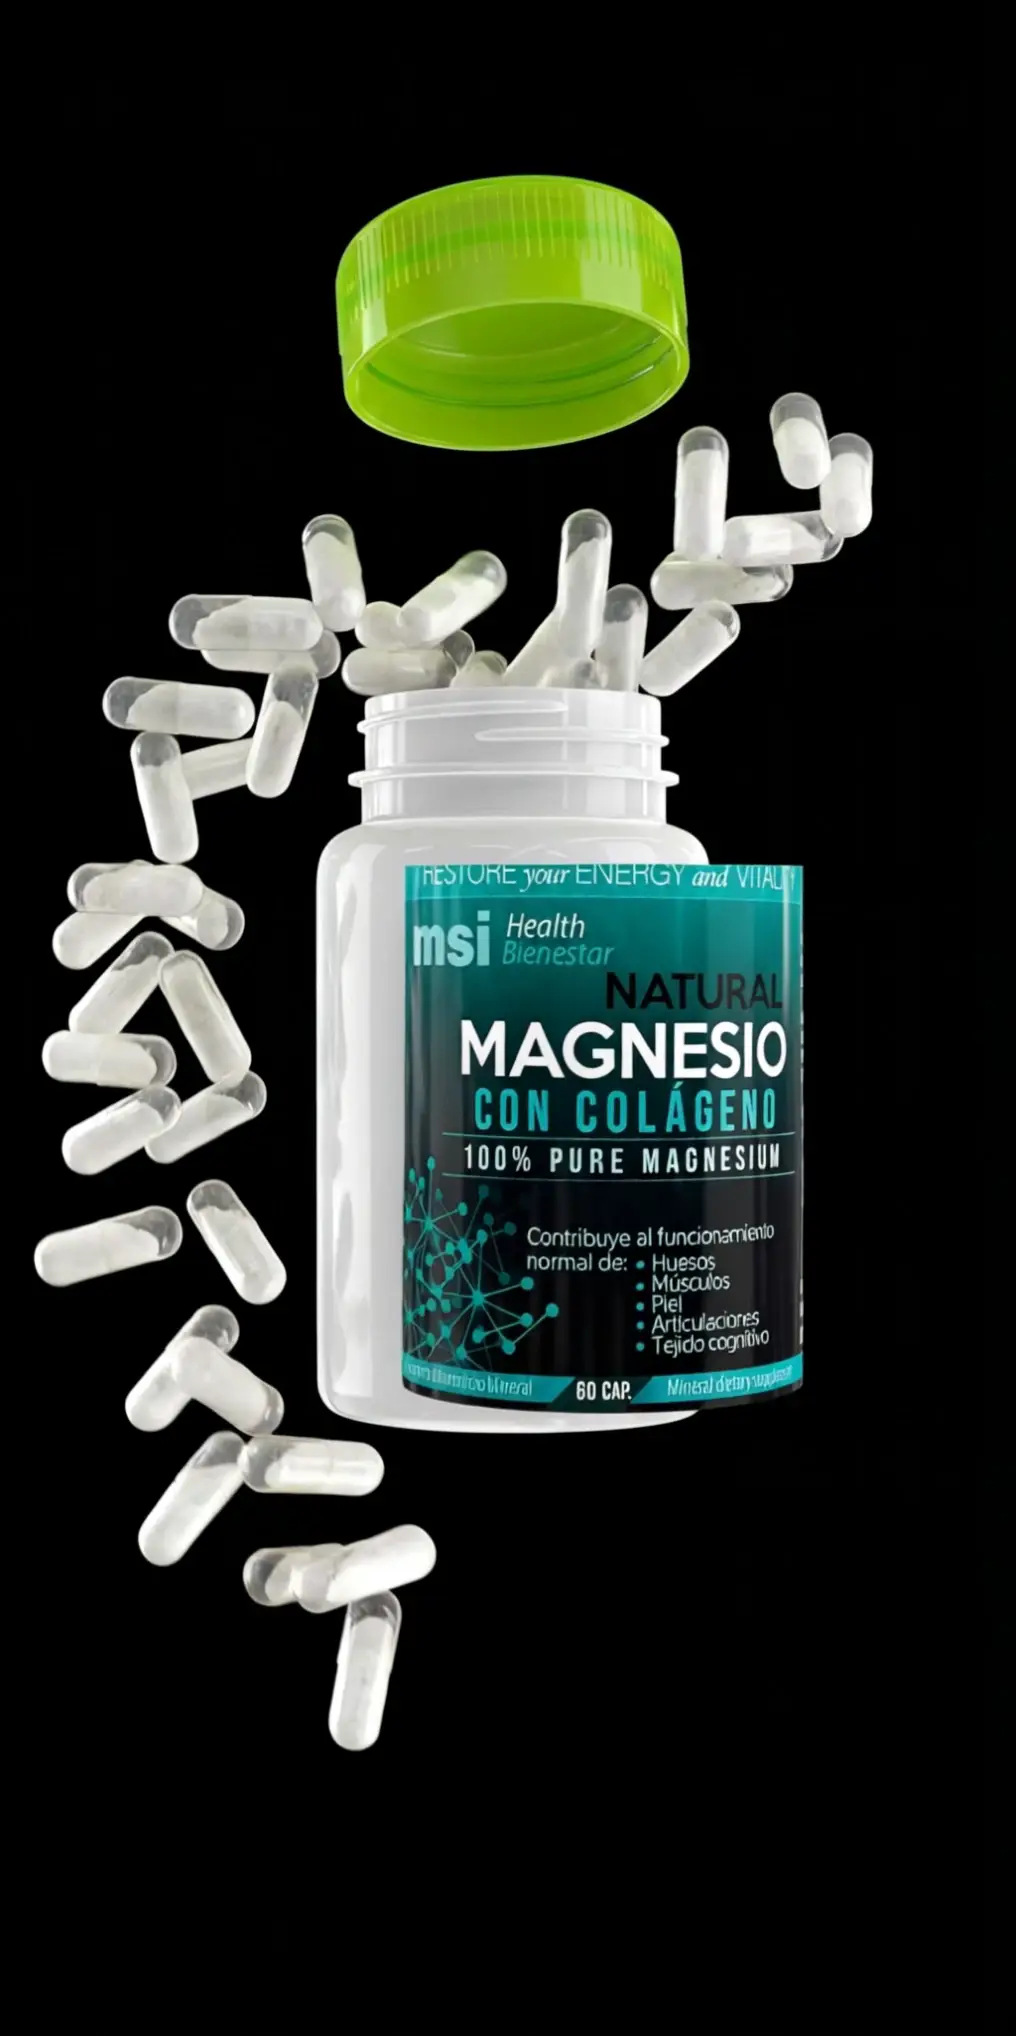 RESTORE your ENERGY and VITALITY
msi Health
Bienestar
NATURAL
MAGNESIO
CON COLÁGENO
100% PURE MAGNESIUM
Contribuye al funcionamiento
normal de: • Huesos
• Músculos
• Piel
• Articulaciones
• Tejido cognitivo
60 CAP.
Mineral dietary supplement